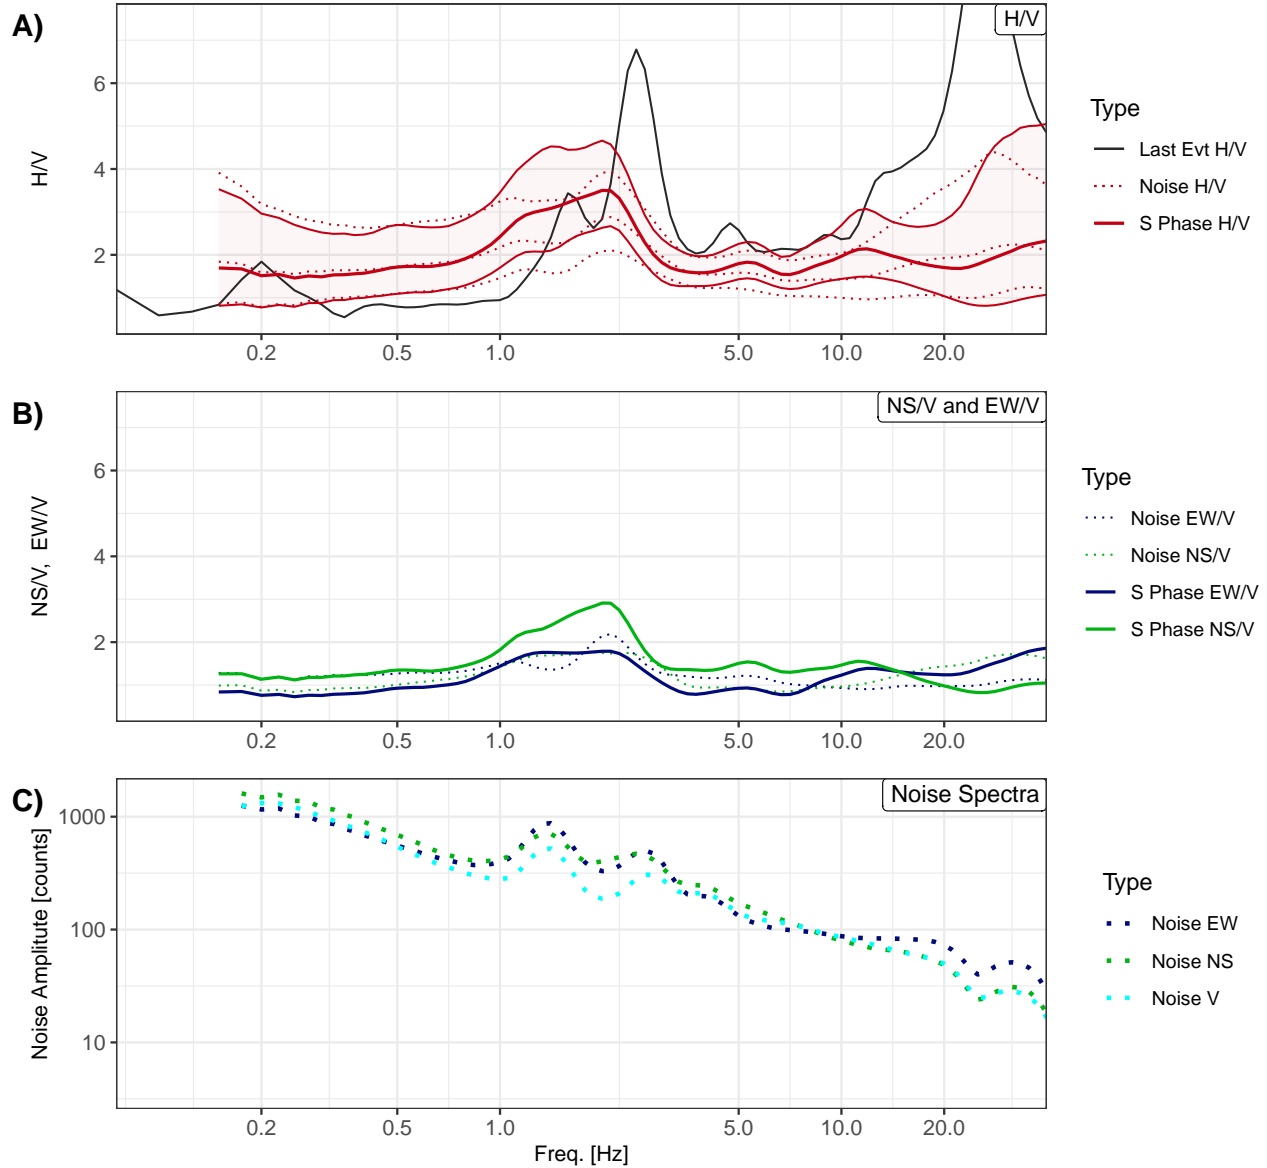 A)
H/V
H/V
6
4
2
0.2 0.5 1.0 5.0 10.0 20.0
Type
Last Evt H/V
Noise H/V
S Phase H/V
B)
NS/V and EW/V
NS/V,  EW/V
6
4
2
0.2 0.5 1.0 5.0 10.0 20.0
Type
Noise EW/V
Noise NS/V
S Phase EW/V
S Phase NS/V
C)
Noise Spectra
Noise Amplitute [counts]
1000
100
10
0.2 0.5 1.0 5.0 10.0 20.0
Freq. [Hz]
Type
Noise EW
Noise NS
Noise V